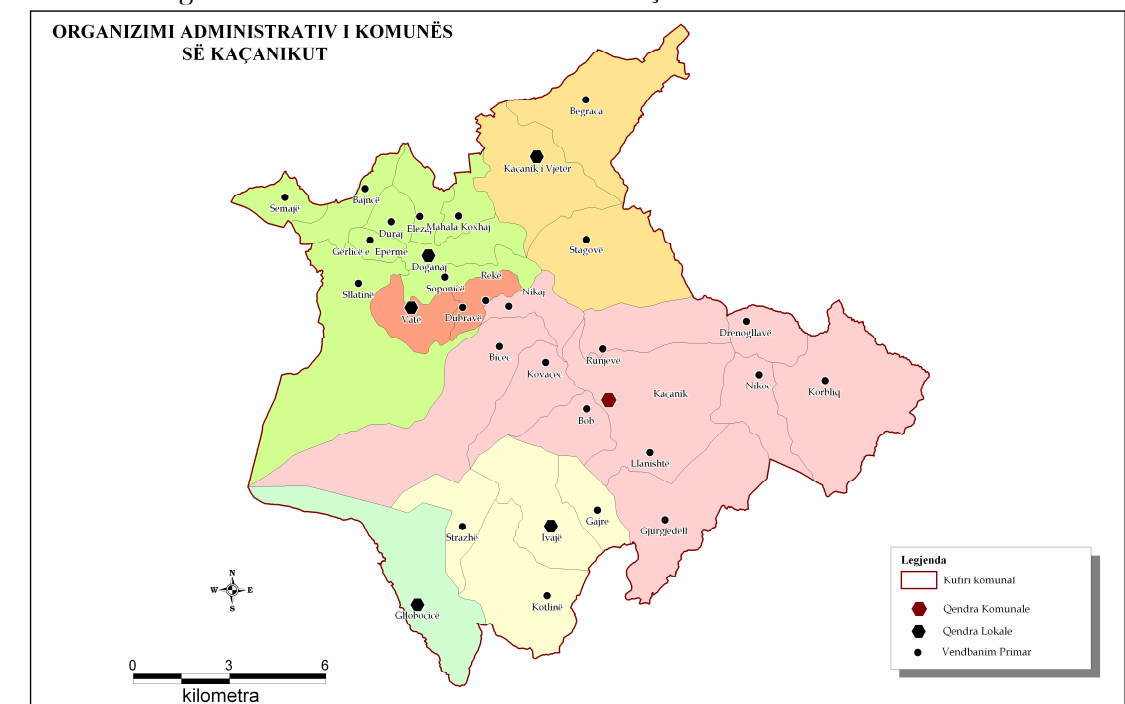 ORGANIZIMI ADMINISTRATIV I KOMUNËS
SË KAÇANIKUT
Begraca
Kaçanik i Vjetër
Semajë
Bajncë
Duraj
Mahala Koxhaj
Gërlicë e Epërme
Stagovë
Doganaj
Sllatinë
Soponicë
Rekë
Nikaj
Vatë
Dubravë
Drenogllavë
Biçec
Runjevë
Kovaçec
Nikoc
Korbliq
Kaçanik
Bob
Llanishtë
Strazhë
Ivajë
Gajre
Gjurgjedell
Kotlinë
Glloboçicë
N
W E
S
0 3 6
kilometra
Legjenda
Kufiri komunal
Qendra Komunale
Qendra Lokale
Vendbanim Primar